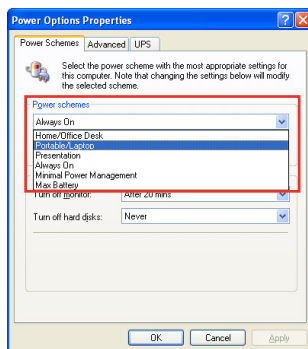 Power Options Properties
Power Schemes Advanced UPS
Select the power scheme with the most appropriate settings for
this computer. Note that changing the settings below will modify
the selected scheme.
Power schemes
Always On
Home/Office Desk
Portable/Laptop
Presentation
Always On
Minimal Power Management
Max Battery
Turn off monitor: After 20 mins
Turn off hard disks: Never
OK Cancel Apply